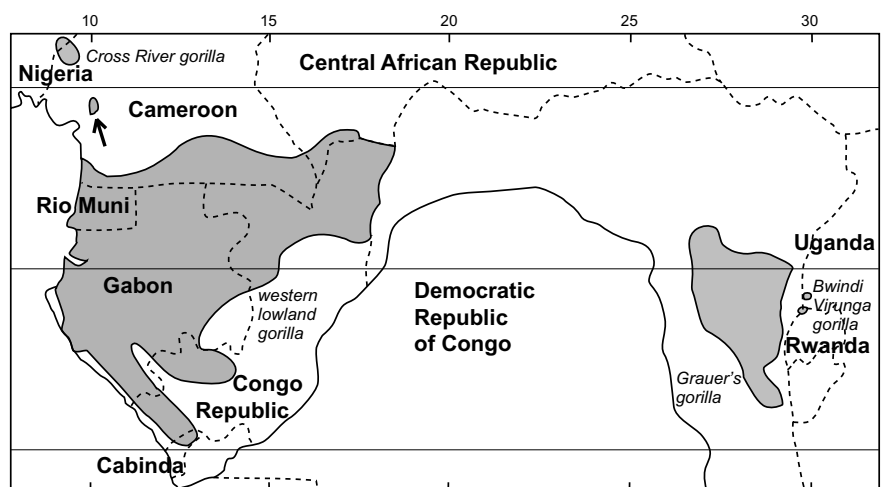 10 15 20 25 30
Cross River gorilla
Nigeria
Central African Republic
Cameroon
Rio Muni
Uganda
Gabon
western
lowland
gorilla
Democratic
Republic
of Congo
Bwindi
Virunga
gorilla
Rwanda
Grauer's
gorilla
Congo
Republic
Cabinda